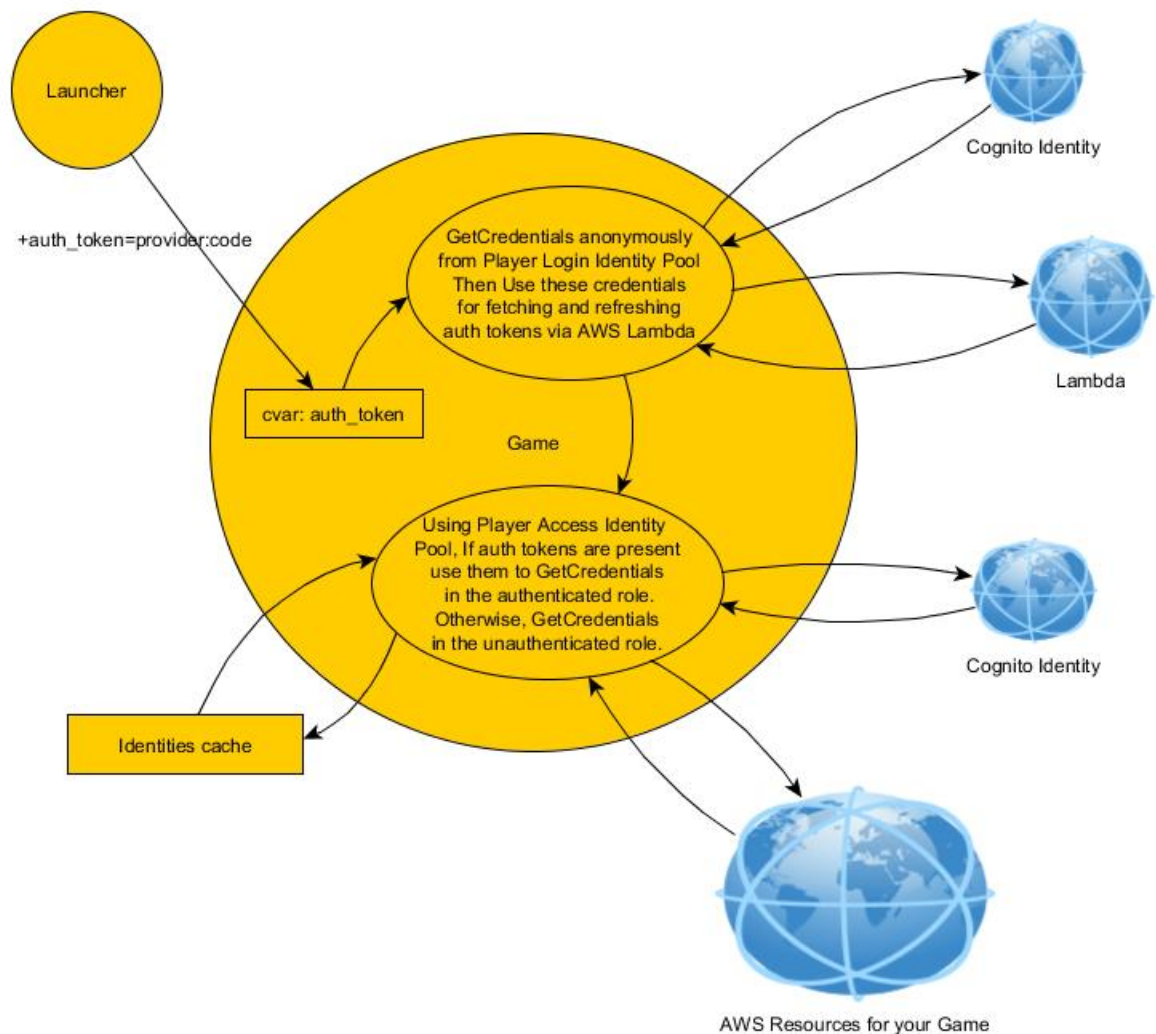 Launcher
Cognito Identity
+auth_token=provider:code
GetCredentials anonymously
from Player Login Identity Pool
Then Use these credentials
for fetching and refreshing
auth tokens via AWS Lambda
Lambda
cvar: auth_token
Game
Using Player Access Identity
Pool, If auth tokens are present
use them to GetCredentials
in the authenticated role.
Otherwise, GetCredentials
in the unauthenticated role.
Cognito Identity
Identities cache
AWS Resources for your Game